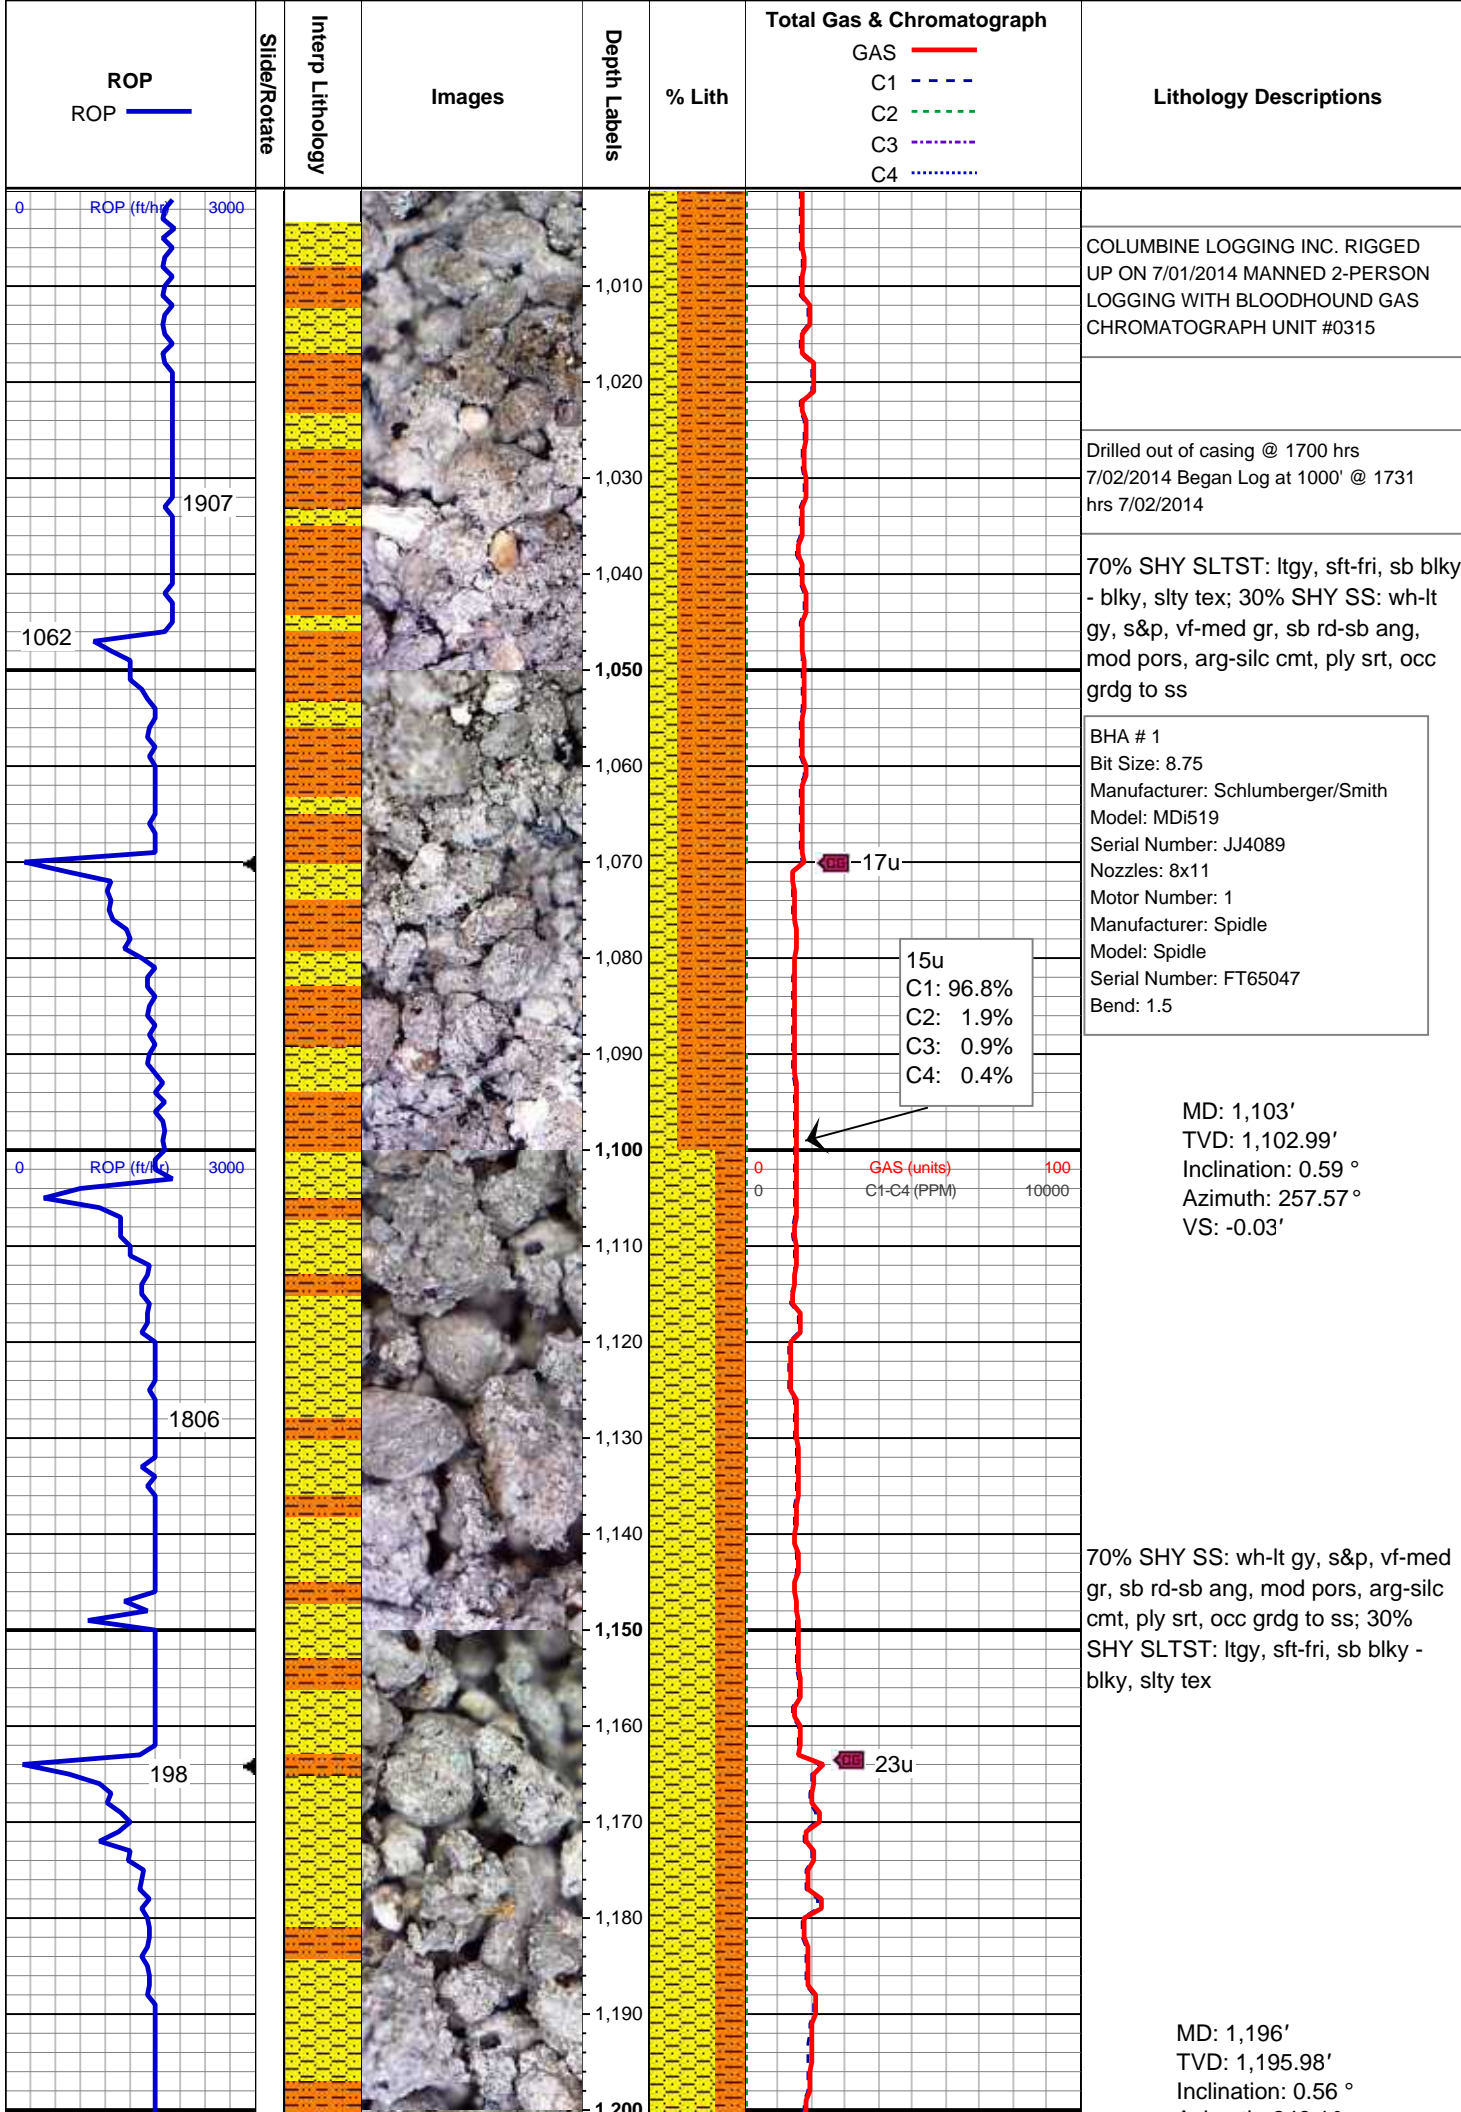 ROP
ROP
Slide/Rotate
Interp Lithology
Images
Depth Labels
% Lith
Total Gas & Chromatograph
GAS
C1
C2
C3
C4
Lithology Descriptions
0 ROP (ft/hr) 3000
1907
1062
1,010
1,020
1,030
1,040
1,050
1,060
1,070
1,080
1,090
1,100
CG 17u
15u
C1: 96.8%
C2: 1.9%
C3: 0.9%
C4: 0.4%
COLUMBINE LOGGING INC. RIGGED
UP ON 7/01/2014 MANNED 2-PERSON
LOGGING WITH BLOODHOUND GAS
CHROMATOGRAPH UNIT #0315
Drilled out of casing @ 1700 hrs
7/02/2014 Began Log at 1000' @ 1731
hrs 7/02/2014
70% SHY SLTST: ltgy, sft-fri, sb blky
- blky, slty tex; 30% SHY SS: wh-lt
gy, s&p, vf-med gr, sb rd-sb ang,
mod pors, arg-silc cmt, ply srt, occ
grdg to ss
BHA # 1
Bit Size: 8.75
Manufacturer: Schlumberger/Smith
Model: MDi519
Serial Number: JJ4089
Nozzles: 8x11
Motor Number: 1
Manufacturer: Spidle
Model: Spidle
Serial Number: FT65047
Bend: 1.5
MD: 1,103'
TVD: 1,102.99'
Inclination: 0.59 °
Azimuth: 257.57°
VS: -0.03'
0 ROP (ft/hr) 3000
0 GAS (units) 100
0 C1-C4 (PPM) 10000
1806
198
1,110
1,120
1,130
1,140
1,150
1,160
1,170
1,180
1,190
1,200
CG 23u
70% SHY SS: wh-lt gy, s&p, vf-med
gr, sb rd-sb ang, mod pors, arg-silc
cmt, ply srt, occ grdg to ss; 30%
SHY SLTST: ltgy, sft-fri, sb blky -
blky, slty tex
MD: 1,196'
TVD: 1,195.98'
Inclination: 0.56 °